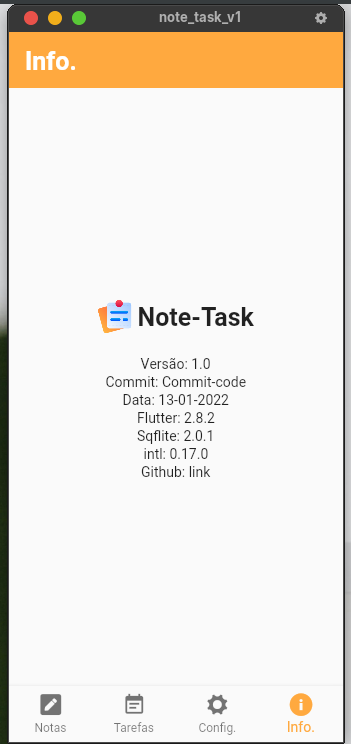 note_task_v1
Info.
Note-Task
Versão: 1.0
Commit: Commit-code
Data: 13-01-2022
Flutter: 2.8.2
Sqflite: 2.0.1
intl: 0.17.0
Github: link
Notas
Tarefas
Config.
Info.